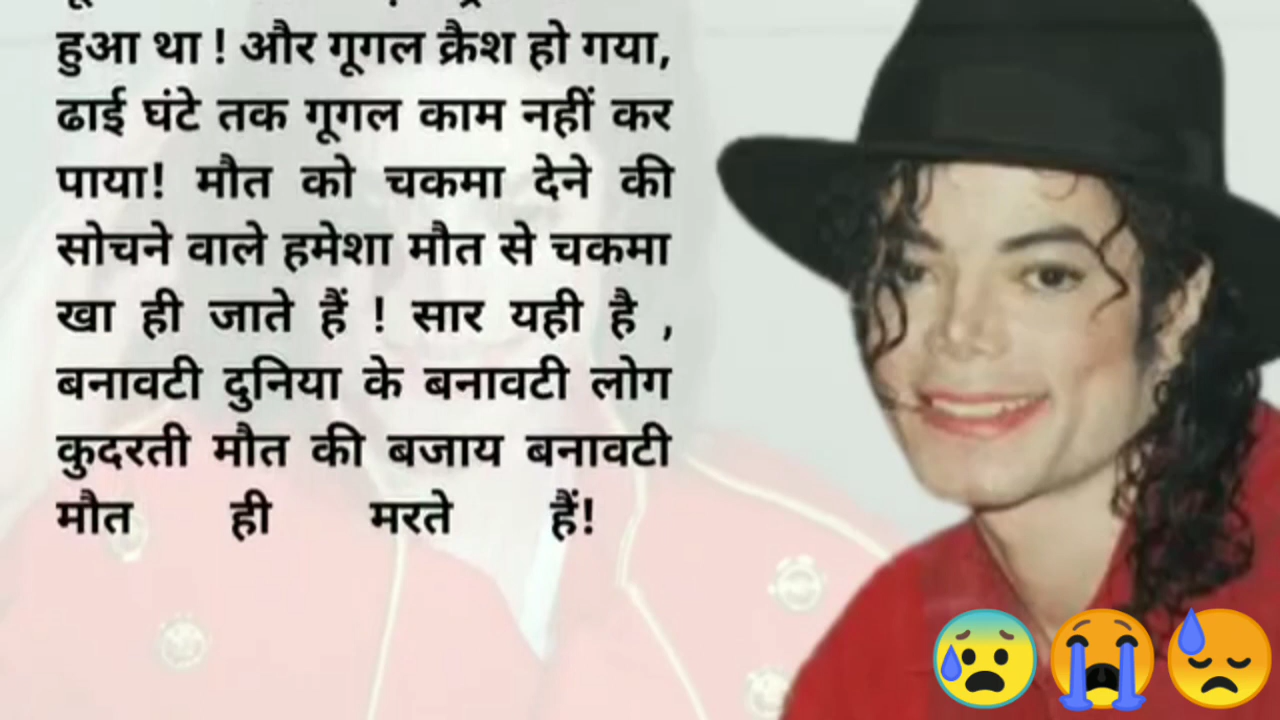 हुआ था ! और गूगल क्रैश हो गया,
ढाई घंटे तक गूगल काम नहीं कर
पाया! मौत को चकमा देने की
सोचने वाले हमेशा मौत से चकमा
खा ही जाते हैं ! सार यही है ,
बनावटी दुनिया के बनावटी लोग
कुदरती मौत की बजाय बनावटी
मौत ही मरते हैं!